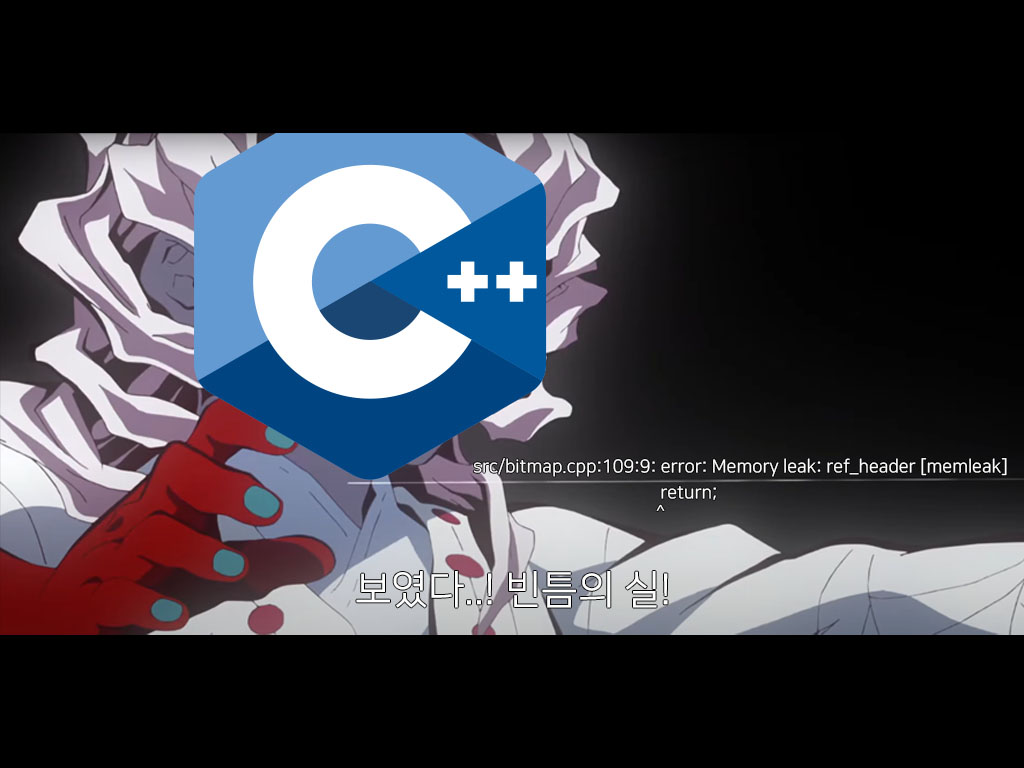 C++
src/bitmap.cpp:109:9: error: Memory leak: ref_header [memleak]
return;
^
보였다...! 빈틈의 실!